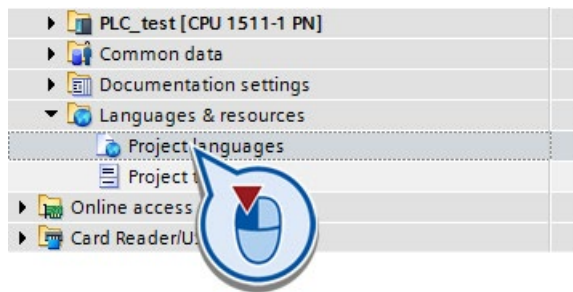 PLC_test [CPU 1511-1 PN]
Common data
Documentation settings
Languages & resources
Project languages
Project
Online access
Card Reader/U